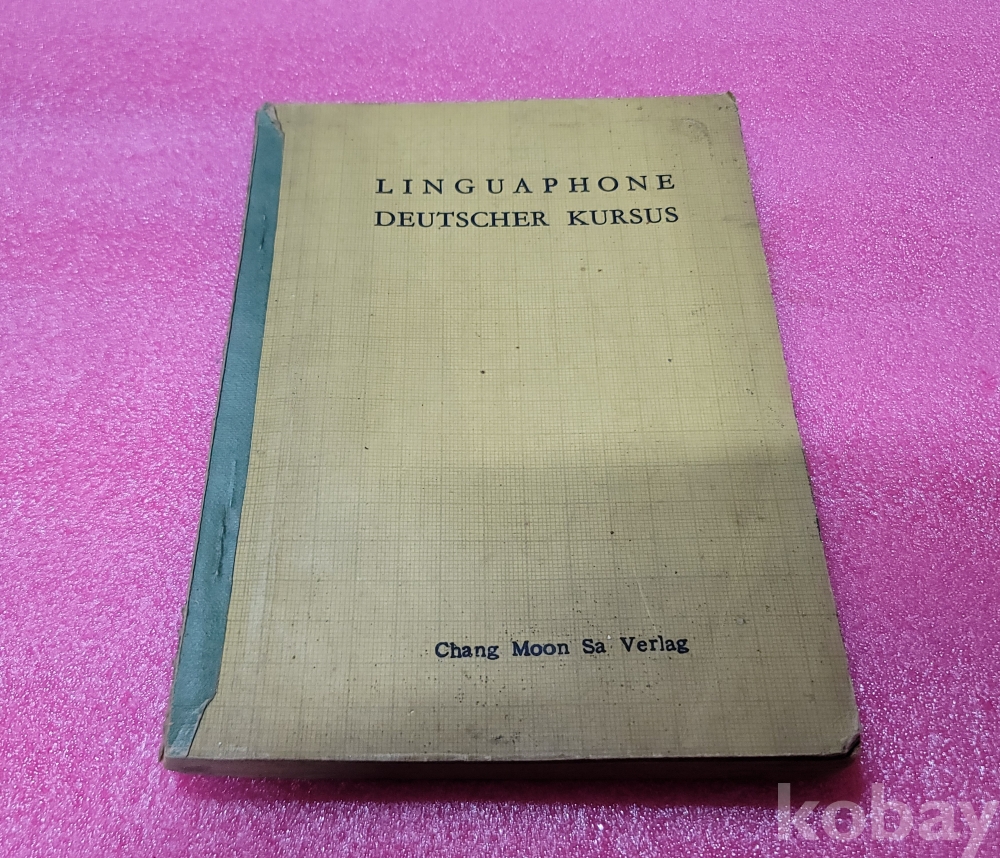 LINGUAPHONE
DEUTSCHER KURSUS
Chang Moon Sa Verlag
kobay